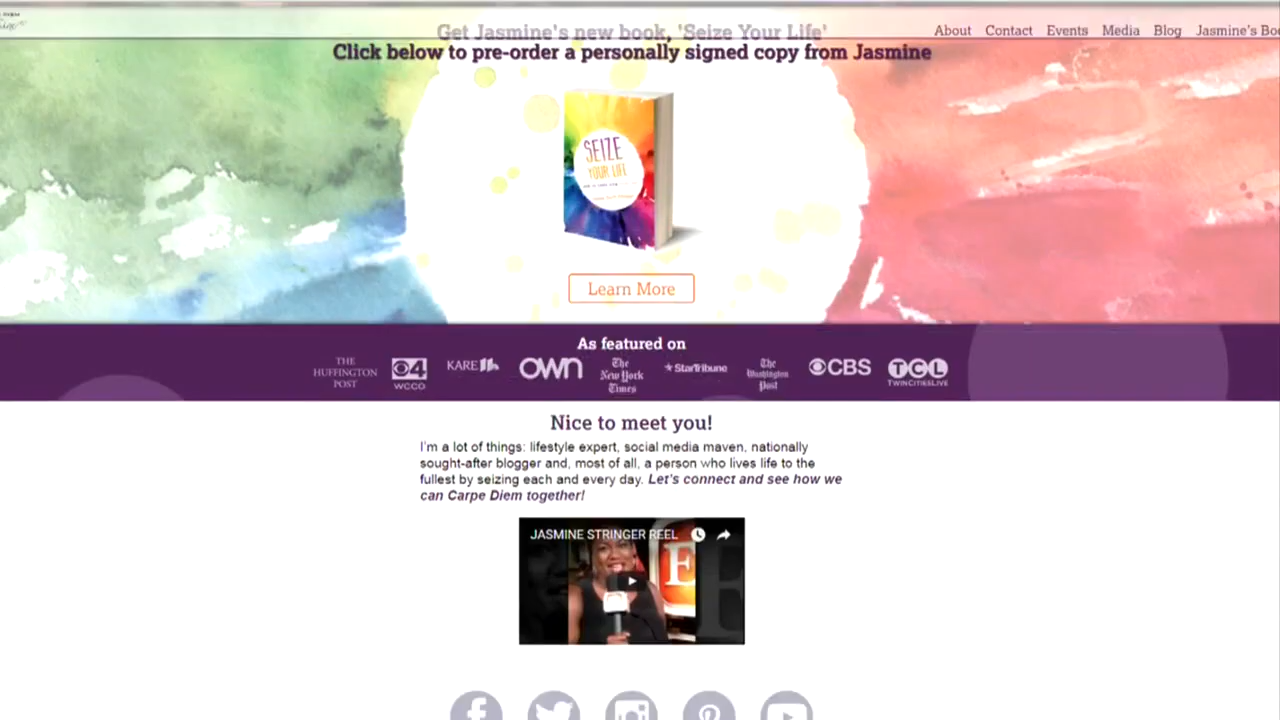 Get Jasmine's new book, 'Seize Your Life'
About Contact Events Media Blog Jasmine's Boo
Click below to pre-order a personally signed copy from Jasmine
SEIZE
YOUR LIFE
Learn More
As featured on
THE
HUFFINGTON
POST
4
WCCO
KARE 11
OWN
The
New York
Times
StarTribune
The
Washington
Post
CBS
TCL
TWINCITIESLIVE
Nice to meet you!
I'm a lot of things: lifestyle expert, social media maven, nationally
sought-after blogger and, most of all, a person who lives life to the
fullest by seizing each and every day. Let's connect and see how we
can Carpe Diem together!
JASMINE STRINGER REEL
E